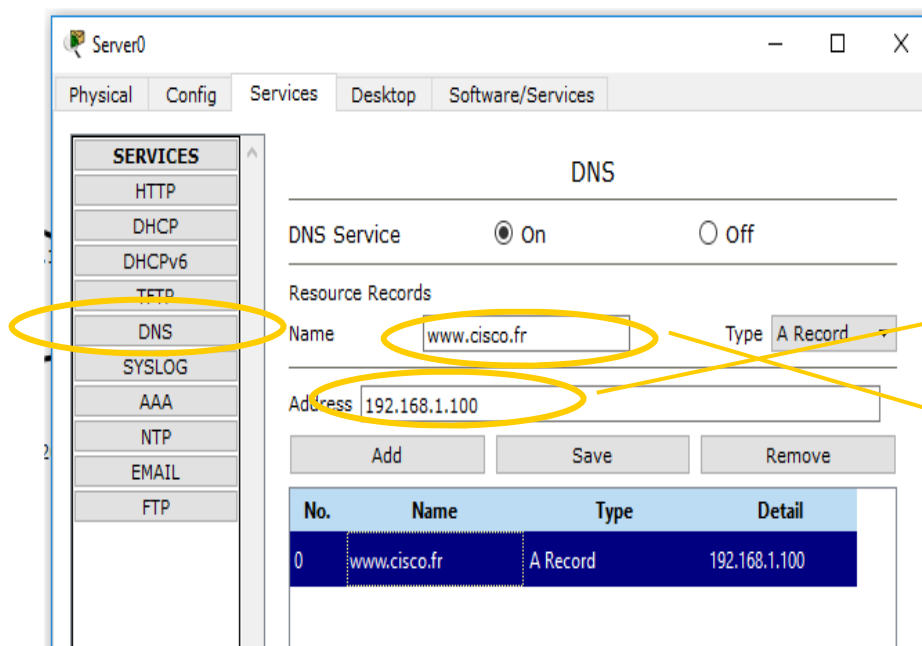 Server0
Physical Config Services Desktop Software/Services
SERVICES
HTTP
DHCP
DHCPv6
TFTP
DNS
SYSLOG
AAA
NTP
EMAIL
FTP
DNS
DNS Service On Off
Resource Records
Name www.cisco.fr Type A Record
Address 192.168.1.100
Add Save Remove
No. Name Type Detail
0 www.cisco.fr A Record 192.168.1.100